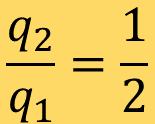 q₂/q₁ = 1/2